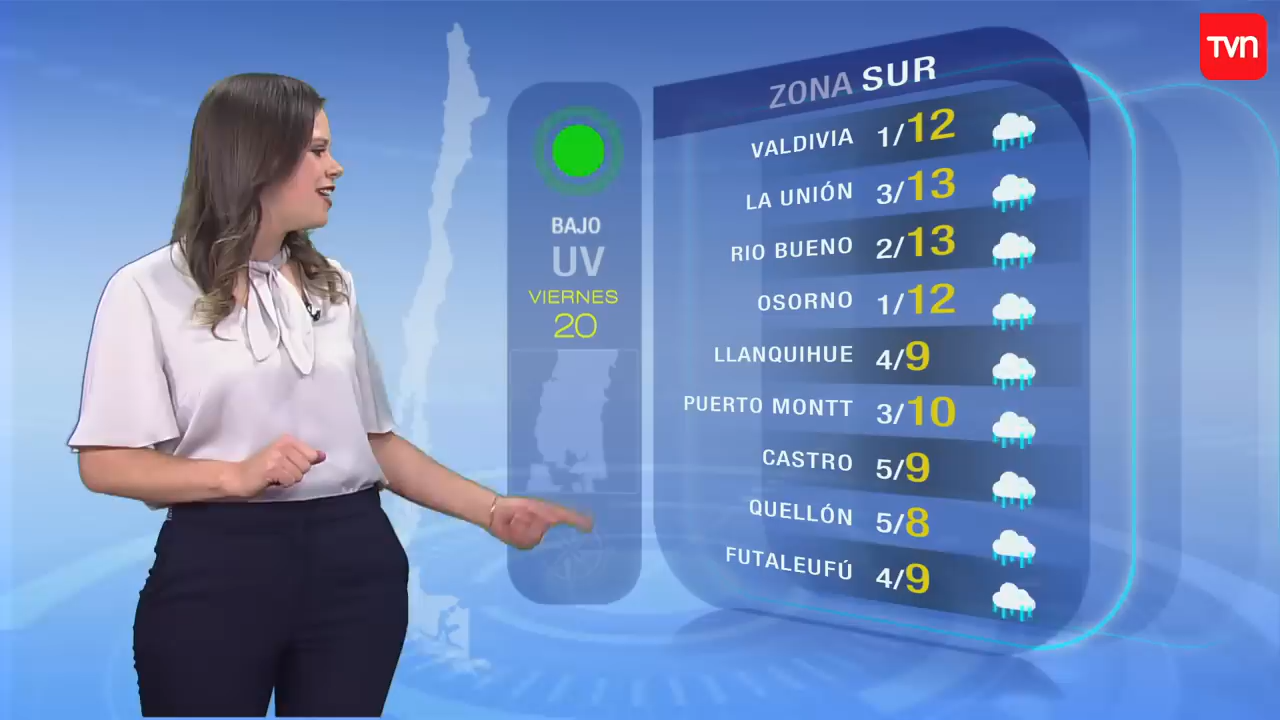 TVN
ZONA SUR
BAJO
UV
VIERNES
20
VALDIVIA 1/12
LA UNIÓN 3/13
RIO BUENO 2/13
OSORNO 1/12
LLANQUIHUE 4/9
PUERTO MONTT 3/10
CASTRO 5/9
QUELLÓN 5/8
FUTALEUFÚ 4/9